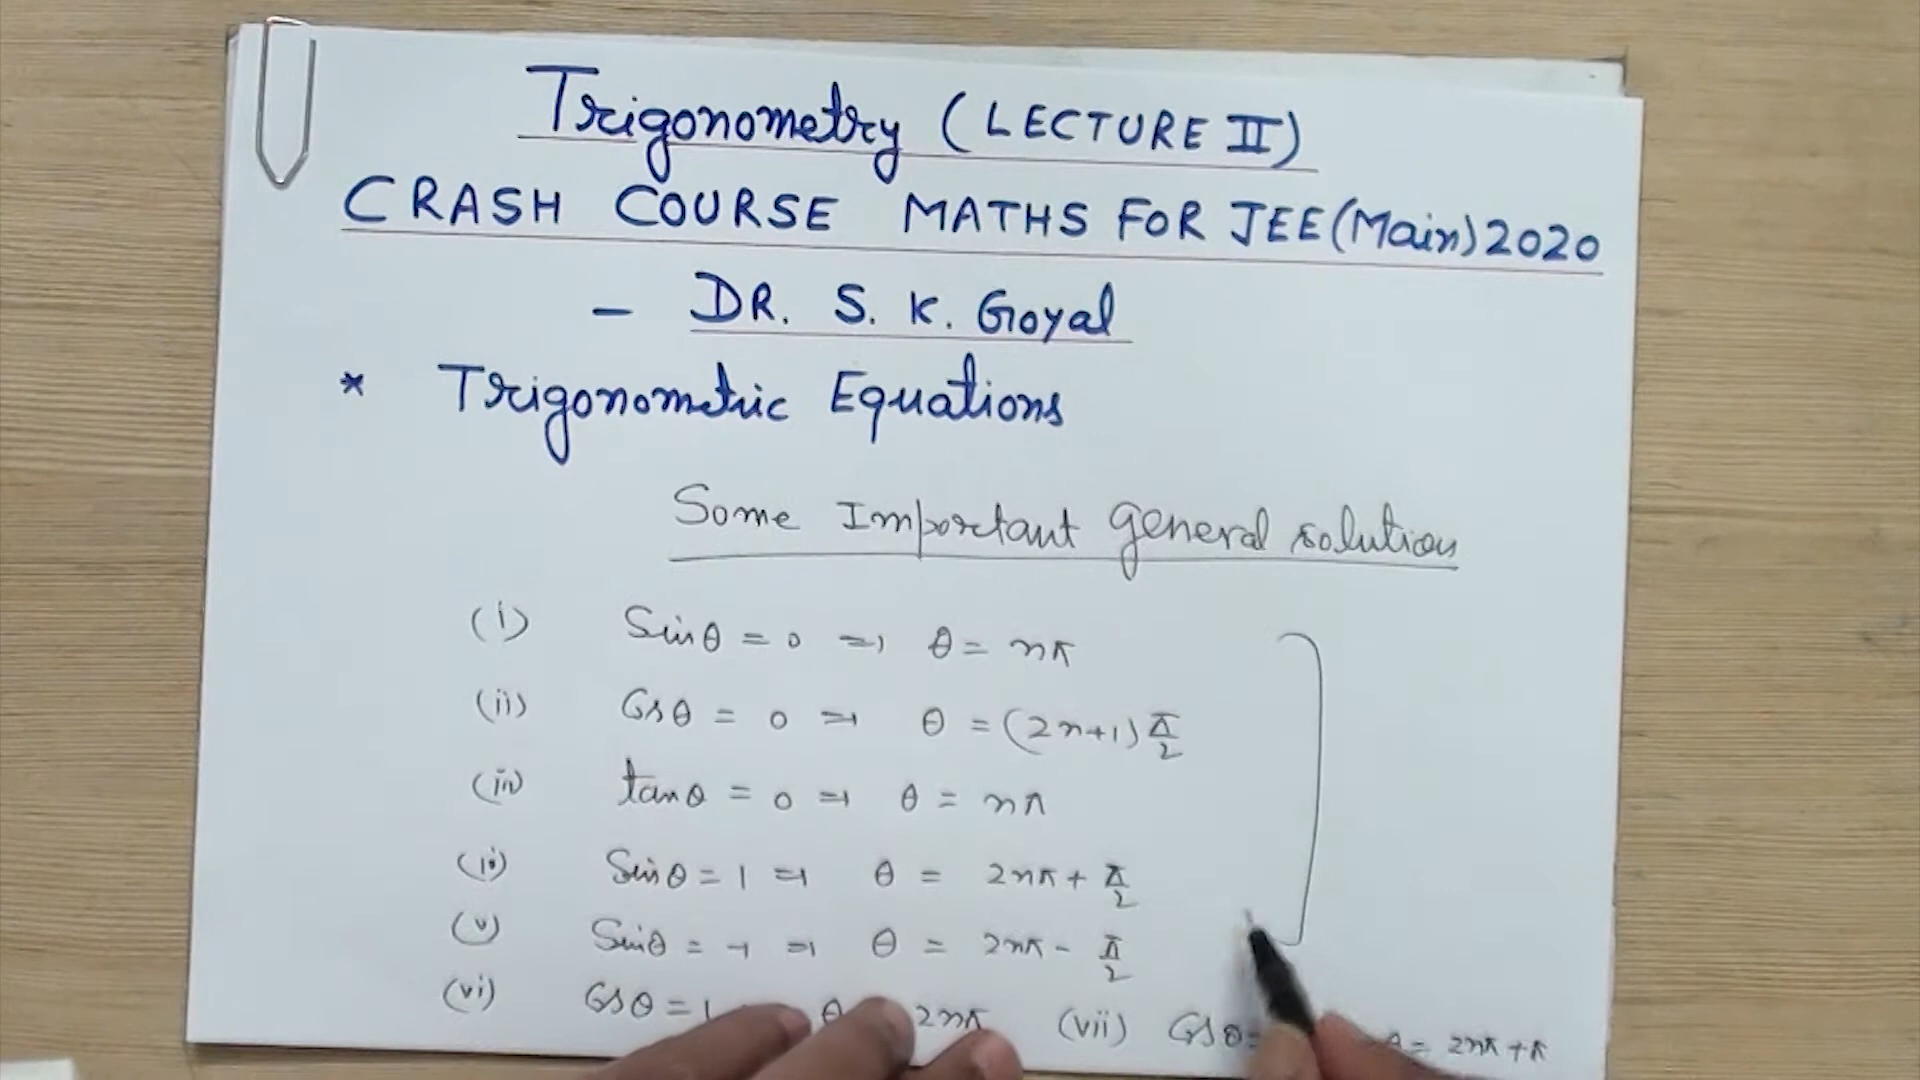 Trigonometry (LECTURE II)
CRASH COURSE MATHS FOR JEE(Main)2020
- DR. S. K. Goyal
* Trigonometric Equations
Some Important general solution
(i) Sinθ = 0 ⇒ θ = nπ
(ii) Cosθ = 0 ⇒ θ = (2n+1) π/2
(iii) tanθ = 0 ⇒ θ = nπ
(iv) Sinθ = 1 ⇒ θ = 2nπ + π/2
(v) Sinθ = -1 ⇒ θ = 2nπ - π/2
(vi) Cosθ = 1 θ 2nπ (vii) Cosθ = θ = 2nπ + π